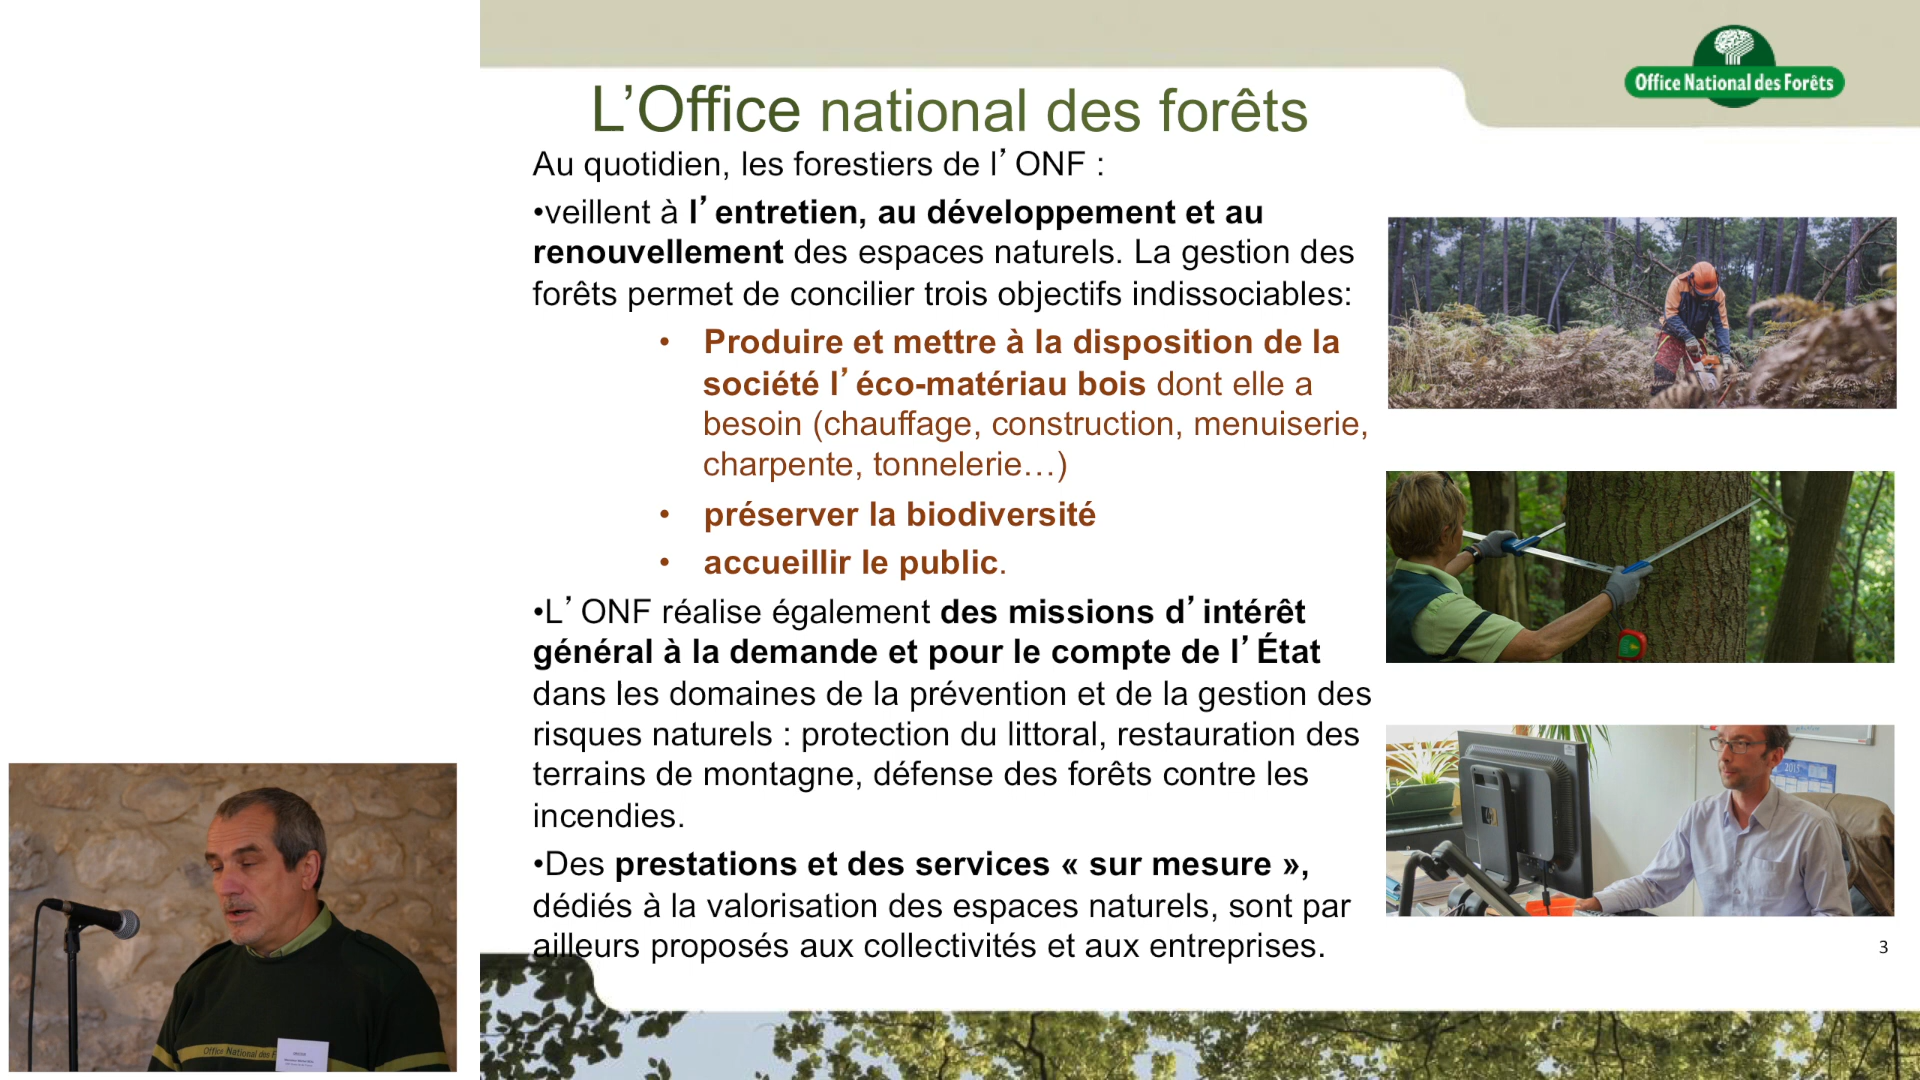 Office National des Forêts
L’Office national des forêts
Au quotidien, les forestiers de l’ONF :
•veillent à l’entretien, au développement et au
renouvellement des espaces naturels. La gestion des
forêts permet de concilier trois objectifs indissociables:
• Produire et mettre à la disposition de la
société l’éco-matériau bois dont elle a
besoin (chauffage, construction, menuiserie,
charpente, tonnelerie…)
• préserver la biodiversité
• accueillir le public.
•L’ONF réalise également des missions d’intérêt
général à la demande et pour le compte de l’État
dans les domaines de la prévention et de la gestion des
risques naturels : protection du littoral, restauration des
terrains de montagne, défense des forêts contre les
incendies.
•Des prestations et des services « sur mesure »,
dédiés à la valorisation des espaces naturels, sont par
ailleurs proposés aux collectivités et aux entreprises.
3
2015
Office National des F